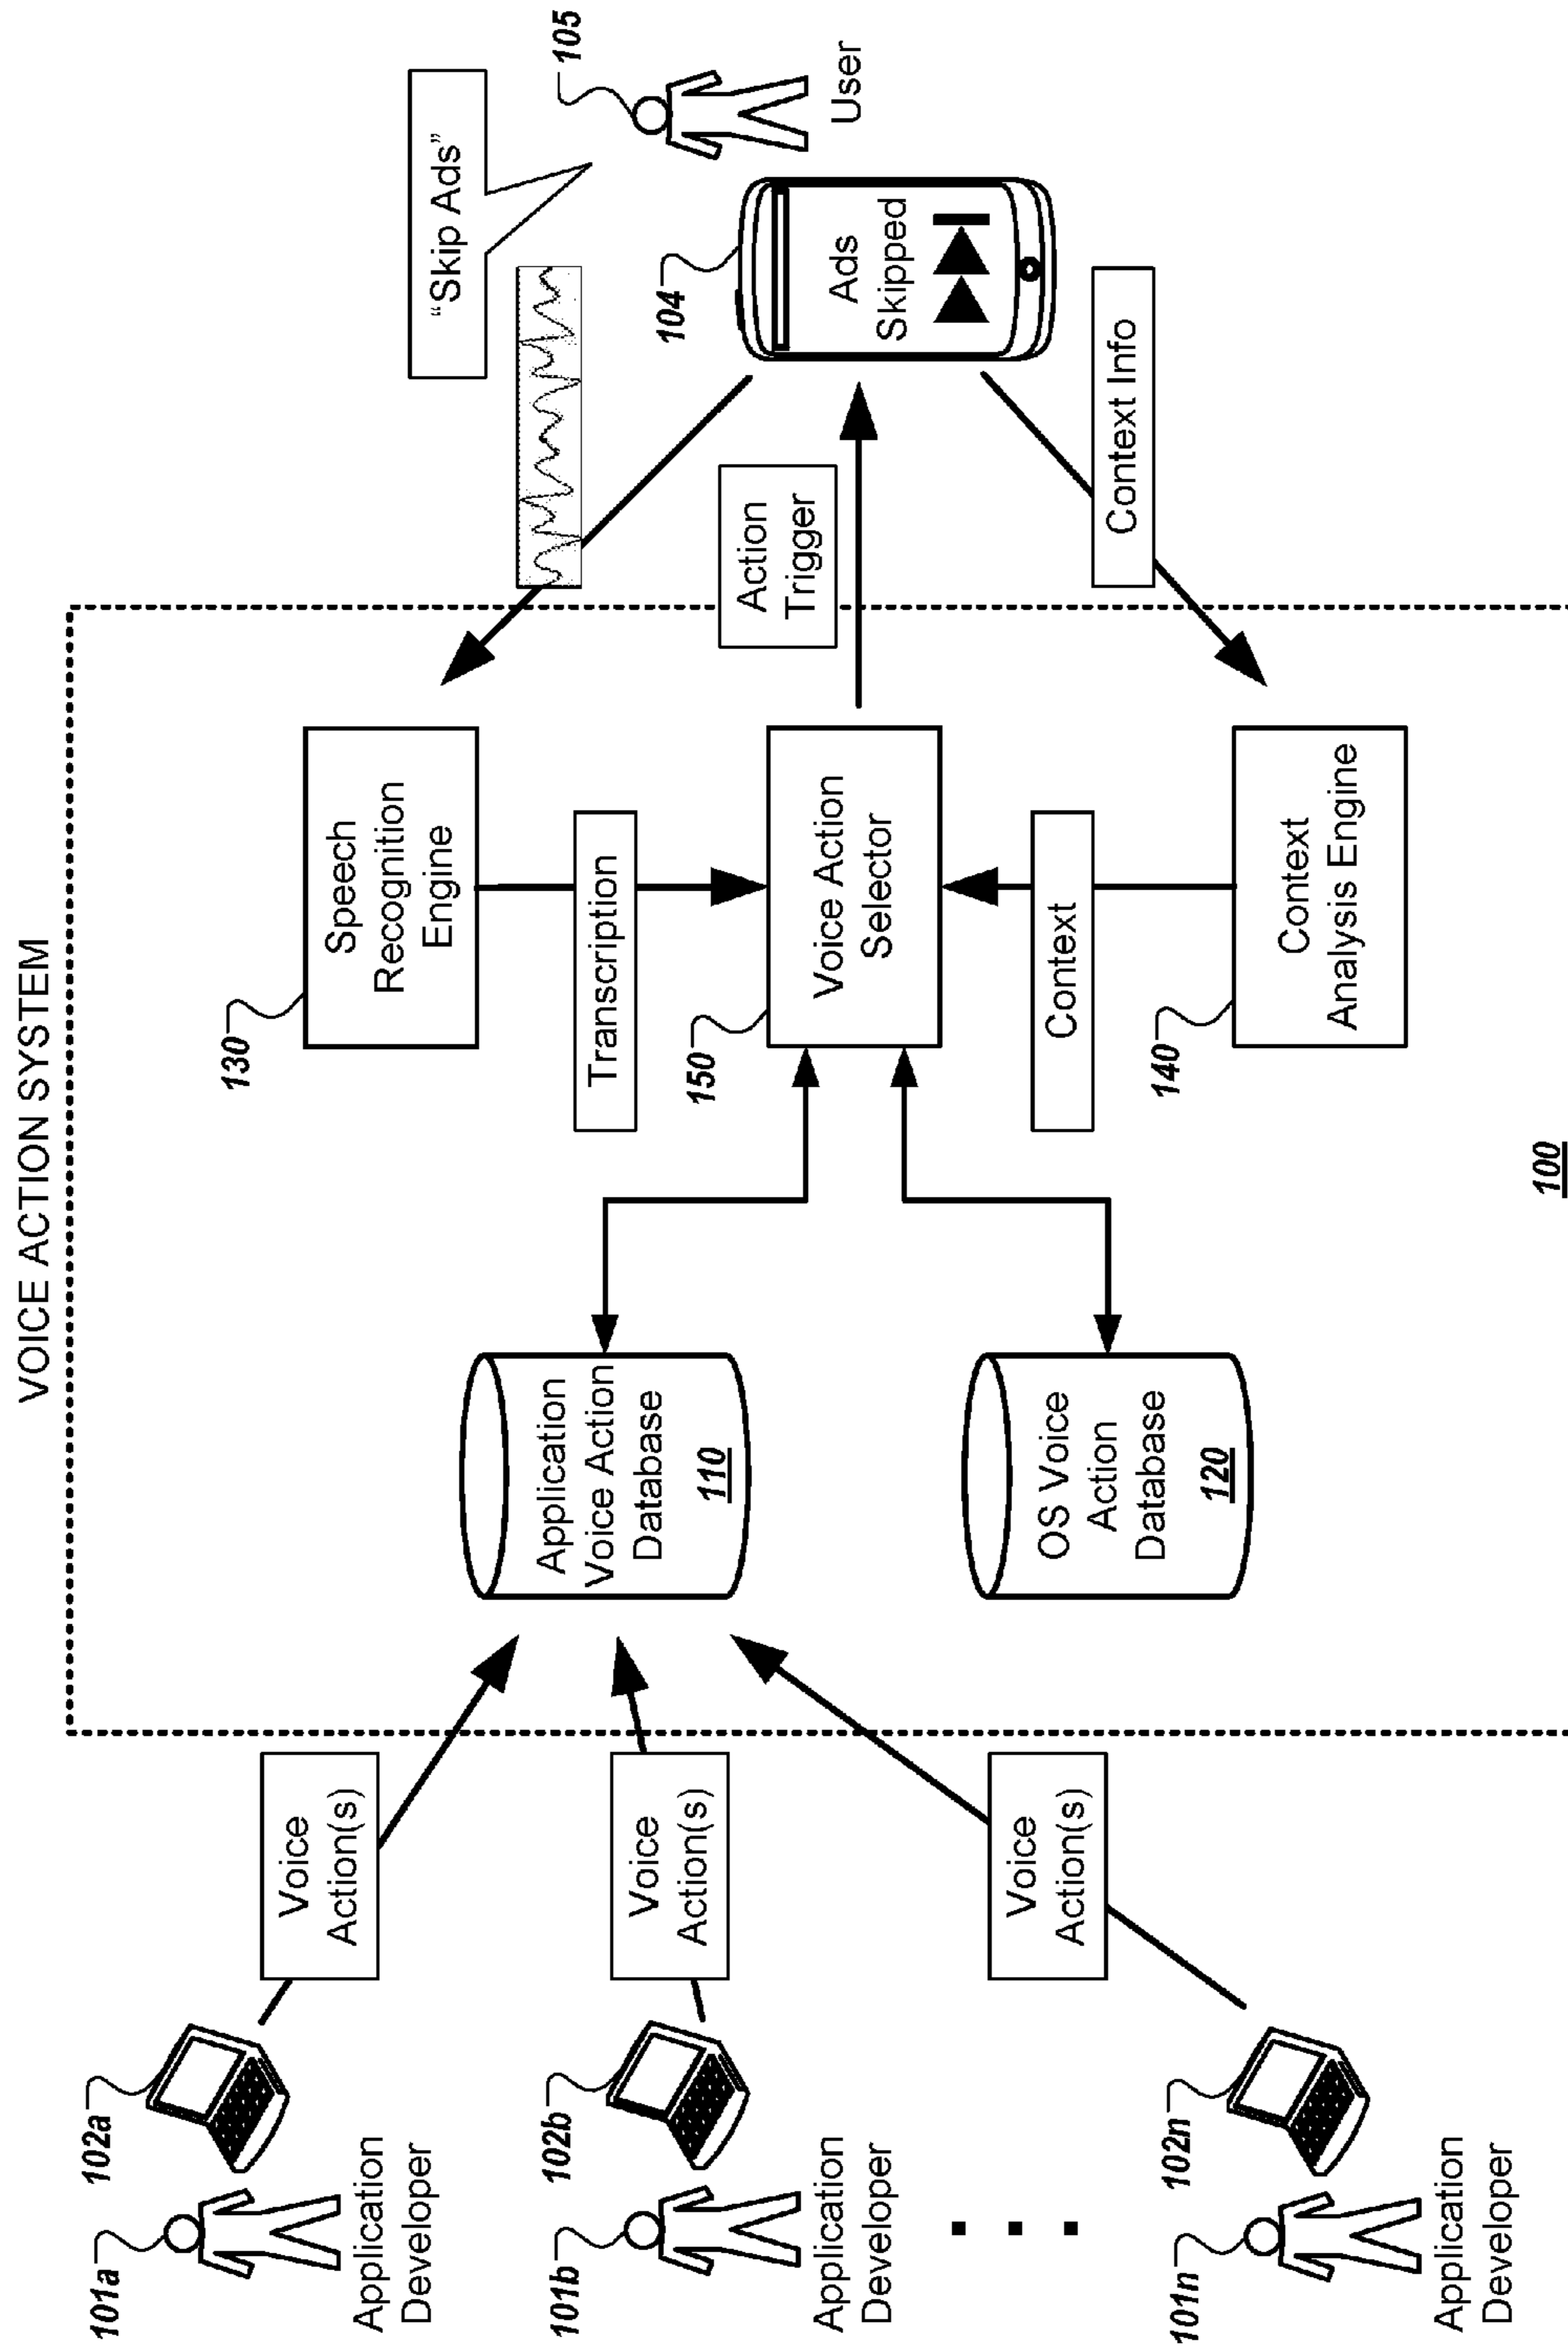 VOICE ACTION SYSTEM
101a
102a
Application
Developer
Voice
Action(s)
101b
102b
Application
Developer
Voice
Action(s)
101n
102n
Application
Developer
Voice
Action(s)
Application
Voice Action
Database
110
OS Voice
Action
Database
120
130
Speech
Recognition
Engine
Transcription
150
Voice Action
Selector
Context
140
Context
Analysis Engine
100
Action
Trigger
Context Info
“Skip Ads”
104
Ads
Skipped
105
User